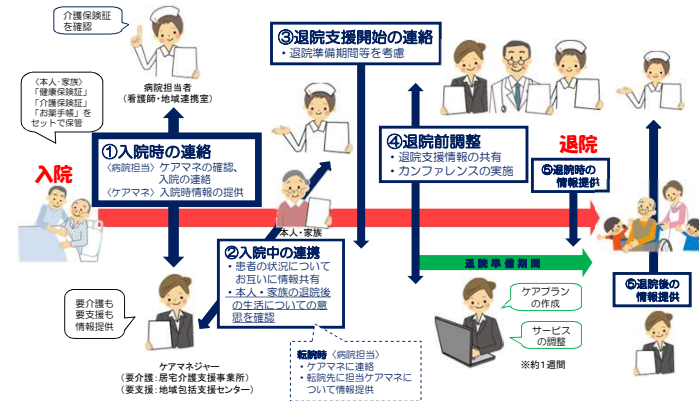 介護保険証
を確認
病院担当者
(看護師・地域連携室)
〈本人・家族〉
「健康保険証」
「介護保険証」
「お薬手帳」を
セットで保管
入院
①入院時の連絡
〈病院担当〉ケアマネの確認、
入院の連絡
〈ケアマネ〉入院時情報の提供
③退院支援開始の連絡
・退院準備期間等を考慮
本人・家族
②入院中の連携
・患者の状況について
お互いに情報共有
・本人・家族の退院後
の生活についての意
思を確認
④退院前調整
・退院支援情報の共有
・カンファレンスの実施
退院
⑤退院時の
情報提供
退院準備期間
⑥退院後の
情報提供
要介護も
要支援も
情報提供
ケアマネジャー
(要介護:居宅介護支援事業所)
(要支援:地域包括支援センター)
転院時〈病院担当〉
・ケアマネに連絡
・転院先に担当ケアマネに
ついて情報提供
ケアプラン
の作成
サービス
の調整
※約1週間